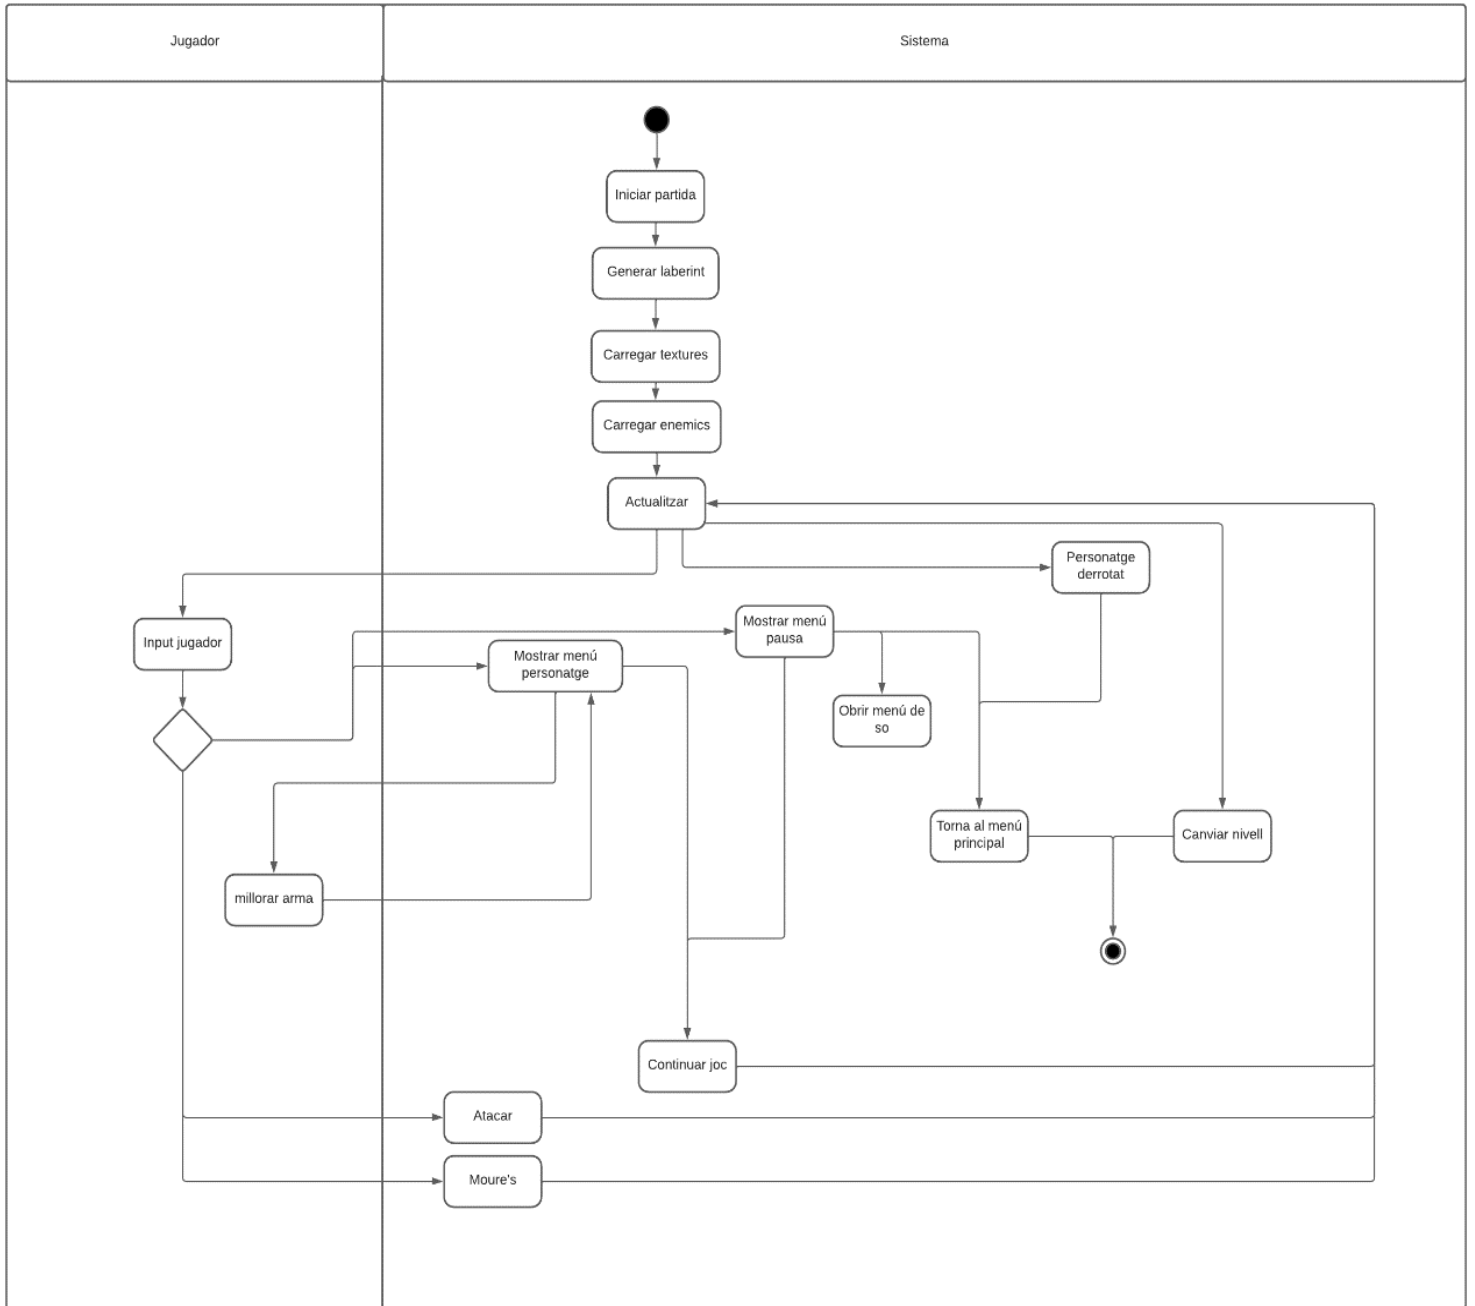 Jugador
Sistema
Iniciar partida
Generar laberint
Carregar textures
Carregar enemics
Actualitzar
Personatge
derrotat
Input jugador
Mostrar menú
pausa
Mostrar menú
personatge
Obrir menú de
so
Torna al menú
principal
Canviar nivell
millorar arma
Continuar joc
Atacar
Moure's